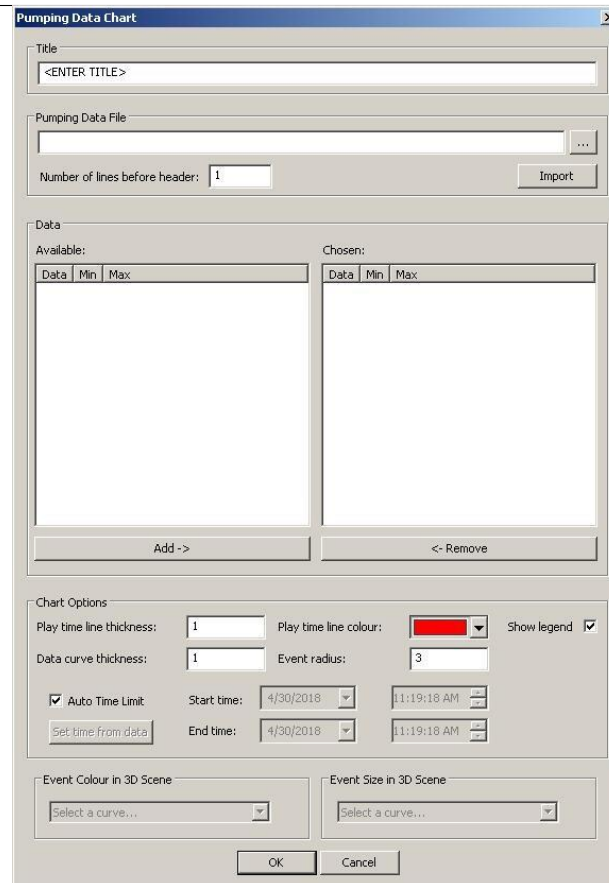 Pumping Data Chart
Title
<ENTER TITLE>
Pumping Data File
...
Number of lines before header: 1 Import
Data
Available: Chosen:
Data Min Max Data Min Max
Add -> <- Remove
Chart Options
Play time line thickness: 1 Play time line colour: Show legend
Data curve thickness: 1 Event radius: 3
Auto Time Limit Start time: 4/30/2018 11:19:18 AM
Set time from data End time: 4/30/2018 11:19:18 AM
Event Colour in 3D Scene Event Size in 3D Scene
Select a curve... Select a curve...
OK Cancel